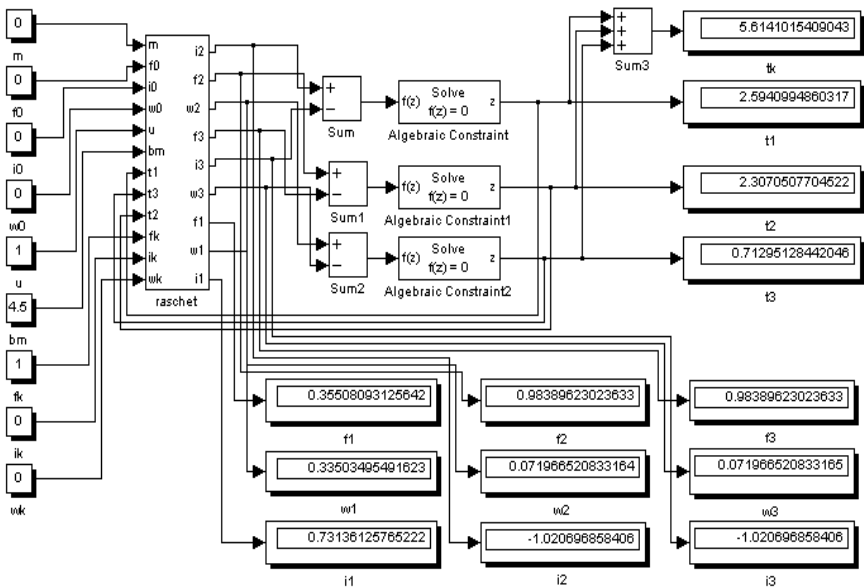 0
m
0
f0
0
i0
0
w0
1
u
4.5
bm
1
fk
0
ik
0
wk
m
f0
i0
w0
u
bm
t1
t3
t2
fk
ik
wk
i2
f2
w2
f3
i3
w3
f1
w1
i1
raschet
+
−
Sum
+
−
Sum1
+
−
Sum2
f(z) Solve f(z) = 0 z
Algebraic Constraint
f(z) Solve f(z) = 0 z
Algebraic Constraint1
f(z) Solve f(z) = 0 z
Algebraic Constraint2
+
+
+
Sum3
5.6141015409043
tk
2.5940994860317
t1
2.3070507704522
t2
0.71295128442046
t3
0.35508093125642
f1
0.98389623023633
f2
0.98389623023633
f3
0.33503495491623
w1
0.071966520833164
w2
0.071966520833165
w3
0.73136125765222
i1
-1.020696858406
i2
-1.020696858406
i3